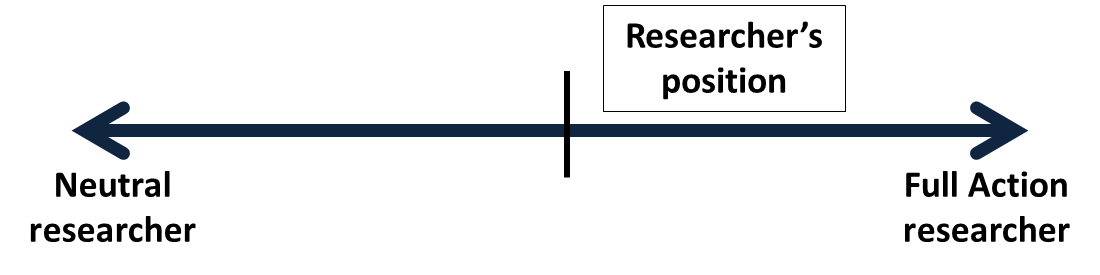 Researcher’s
position
Neutral
researcher
Full Action
researcher